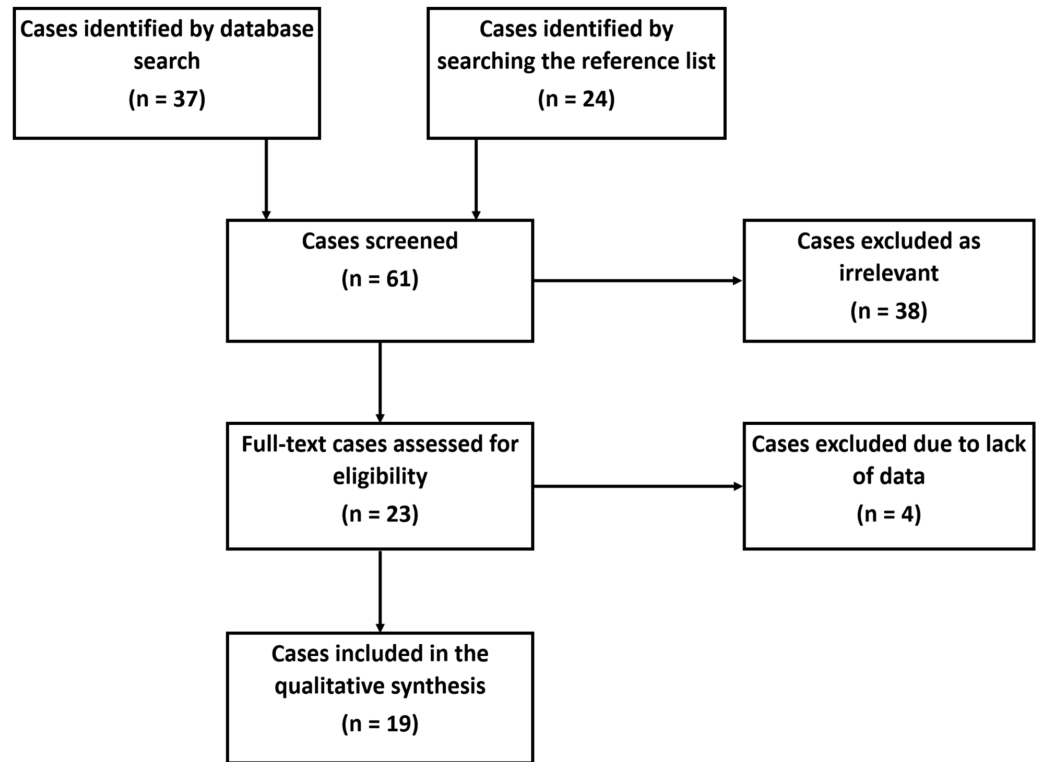 Cases identified by database
search
(n = 37)
Cases identified by
searching the reference list
(n = 24)
Cases screened
(n = 61)
Cases excluded as
irrelevant
(n = 38)
Full-text cases assessed for
eligibility
(n = 23)
Cases excluded due to lack
of data
(n = 4)
Cases included in the
qualitative synthesis
(n = 19)